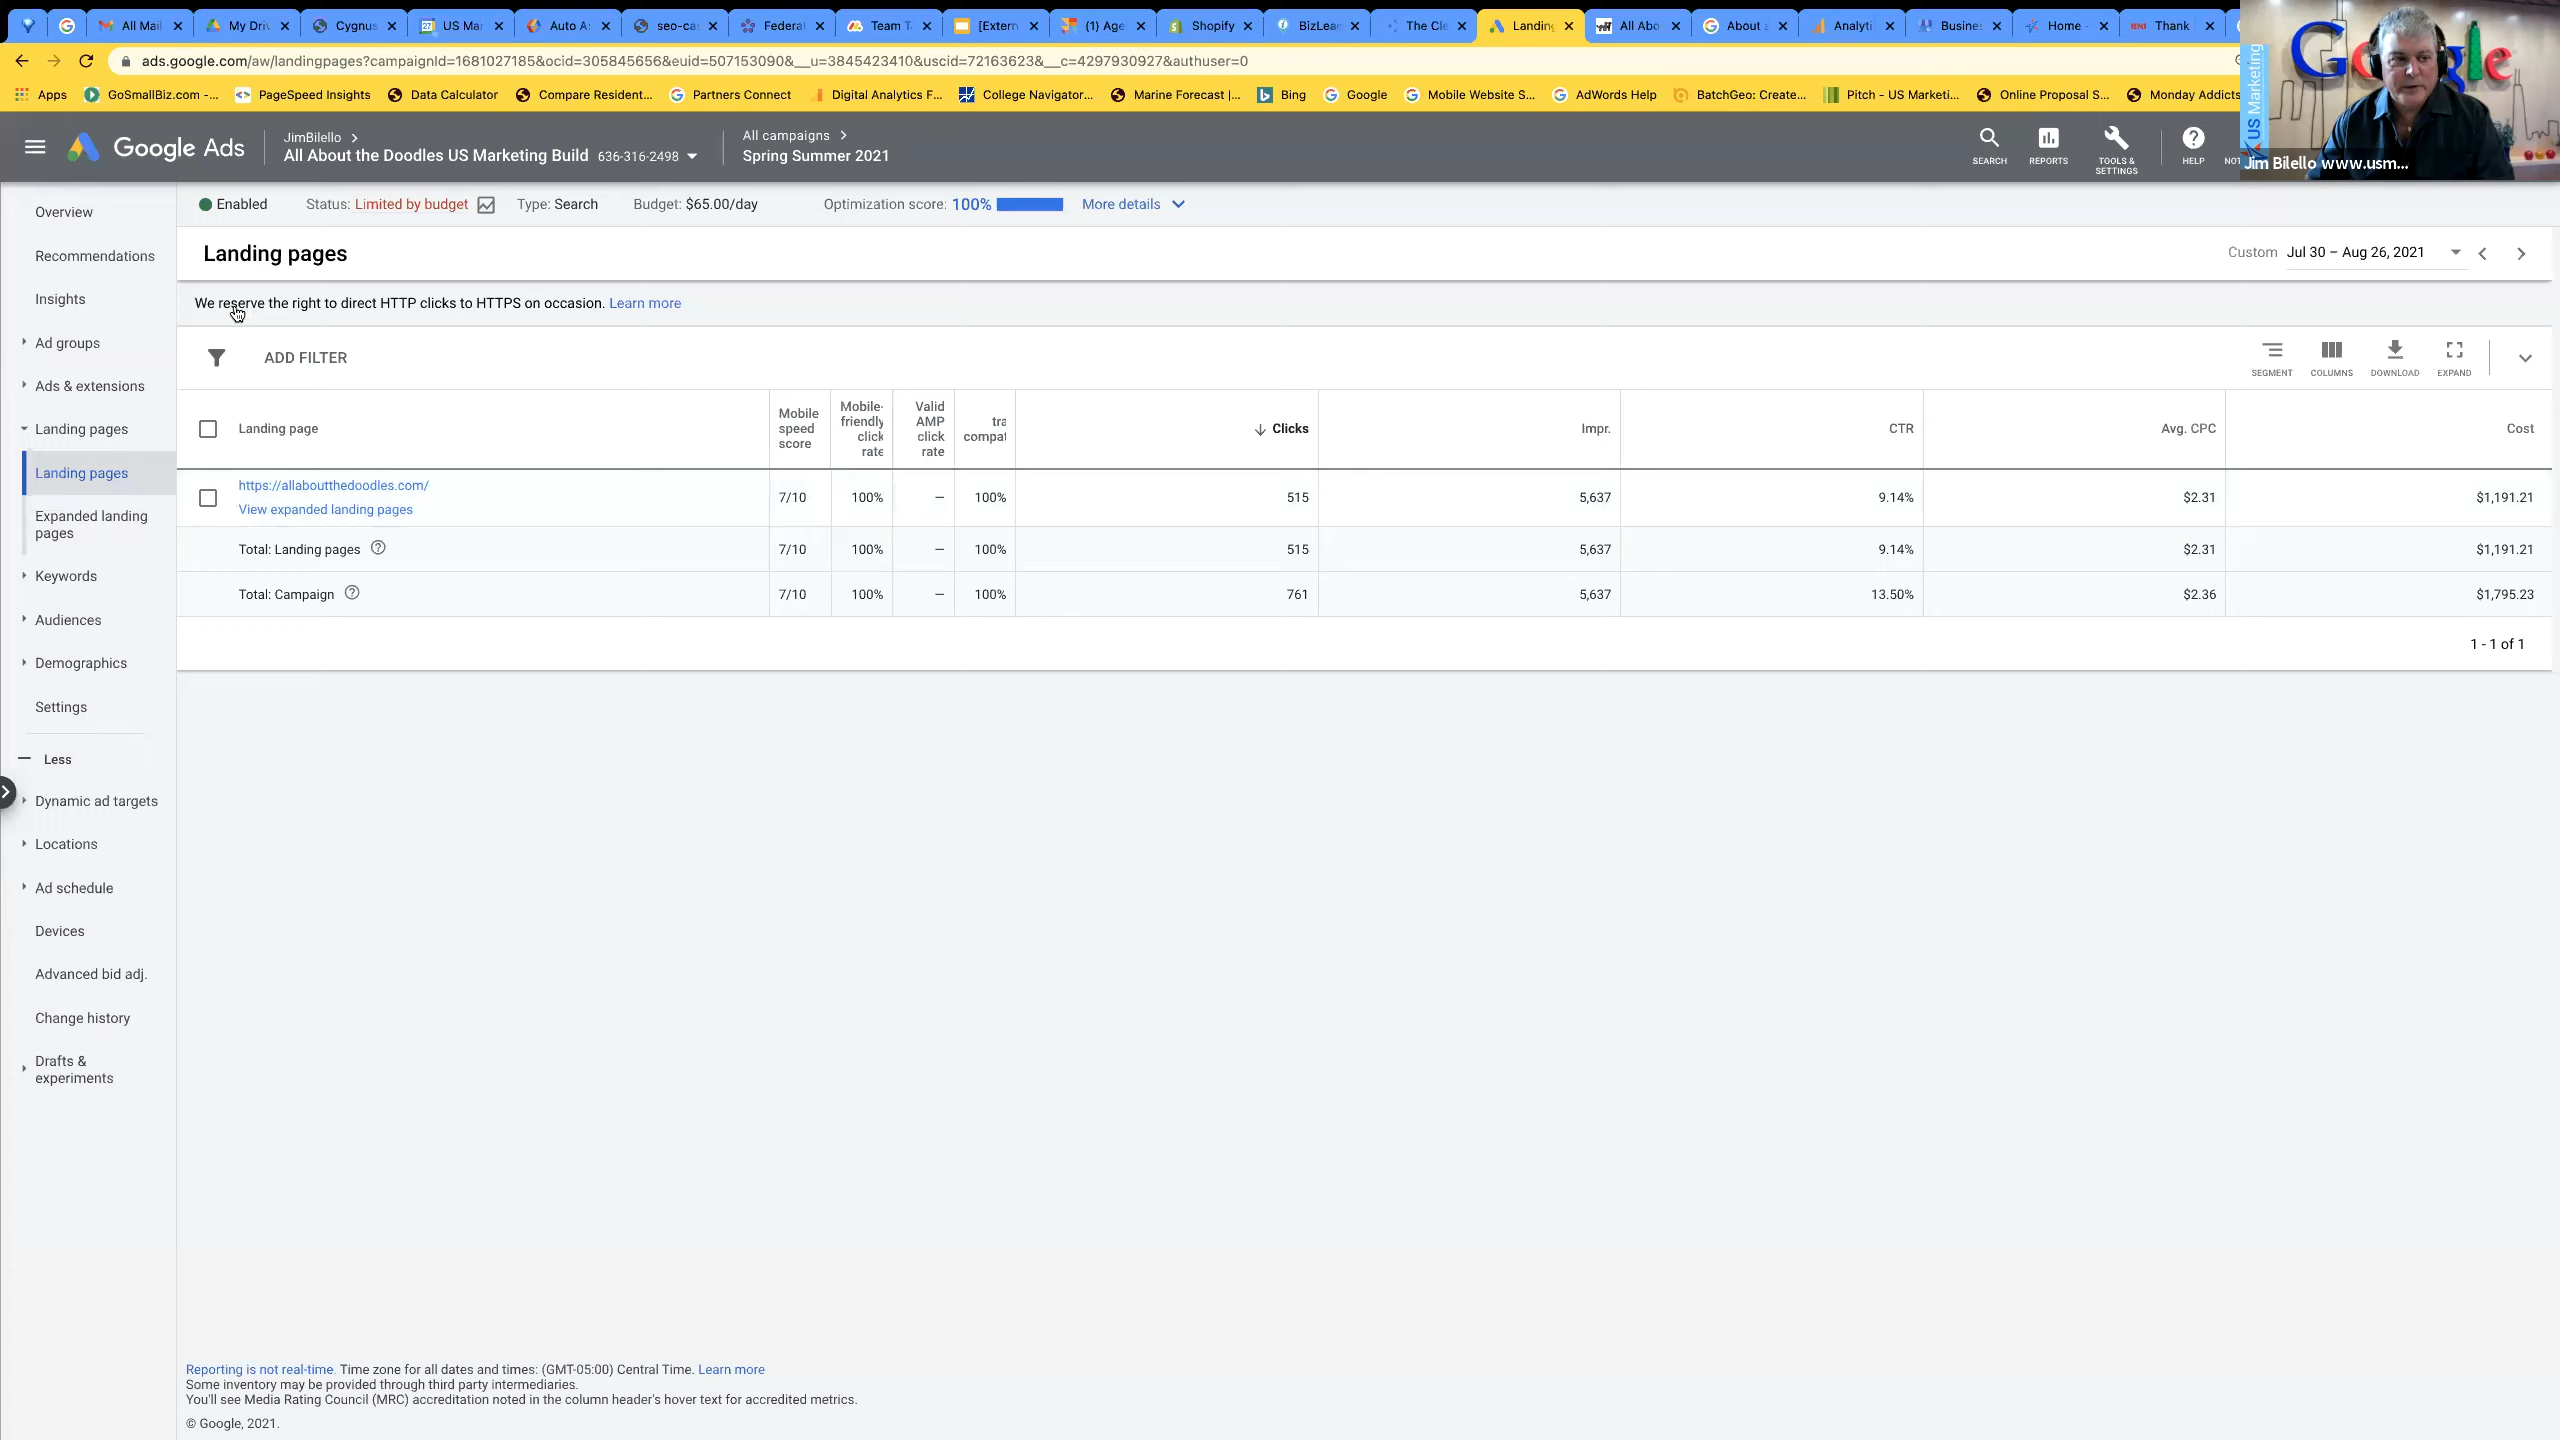 All Mail
My Driv
Cygnus
US Mar
Auto A
seo-ca
Federal
Team T
[Extern
(1) Age
Shopify
BizLea
The Cle
Landing
All Abo
About a
Analyti
Busines
Home -
BNI Thank
ads.google.com/aw/landingpages?campaignId=1681027185&ocid=305845656&euid=507153090&__u=3845423410&uscid=72163623&__c=4297930927&authuser=0
Apps
GoSmallBiz.com -...
PageSpeed Insights
Data Calculator
Compare Resident...
Partners Connect
Digital Analytics F...
College Navigator...
Marine Forecast |...
Bing
Google
Mobile Website S...
AdWords Help
BatchGeo: Create...
Pitch - US Marketi...
Online Proposal S...
Monday Addicts
Google Ads
JimBilello
All About the Doodles US Marketing Build 636-316-2498
All campaigns
Spring Summer 2021
SEARCH
REPORTS
TOOLS &
SETTINGS
HELP
NOT
US Marketing
Jim Bilello www.usm...
Overview
Recommendations
Insights
Ad groups
Ads & extensions
Landing pages
Landing pages
Expanded landing
pages
Keywords
Audiences
Demographics
Settings
Less
Dynamic ad targets
Locations
Ad schedule
Devices
Advanced bid adj.
Change history
Drafts &
experiments
Enabled Status: Limited by budget Type: Search Budget: $65.00/day Optimization score: 100% More details
Landing pages
Custom Jul 30 – Aug 26, 2021
We reserve the right to direct HTTP clicks to HTTPS on occasion. Learn more
ADD FILTER
SEGMENT
COLUMNS
DOWNLOAD
EXPAND
Landing page
Mobile
speed
score
Mobile-
friendly
click
rate
Valid
AMP
click
rate
tra
compat
Clicks
Impr.
CTR
Avg. CPC
Cost
https://allaboutthedoodles.com/
View expanded landing pages
7/10 100% – 100% 515 5,637 9.14% $2.31 $1,191.21
Total: Landing pages 7/10 100% – 100% 515 5,637 9.14% $2.31 $1,191.21
Total: Campaign 7/10 100% – 100% 761 5,637 13.50% $2.36 $1,795.23
1 - 1 of 1
Reporting is not real-time. Time zone for all dates and times: (GMT-05:00) Central Time. Learn more
Some inventory may be provided through third party intermediaries.
You'll see Media Rating Council (MRC) accreditation noted in the column header's hover text for accredited metrics.
© Google, 2021.